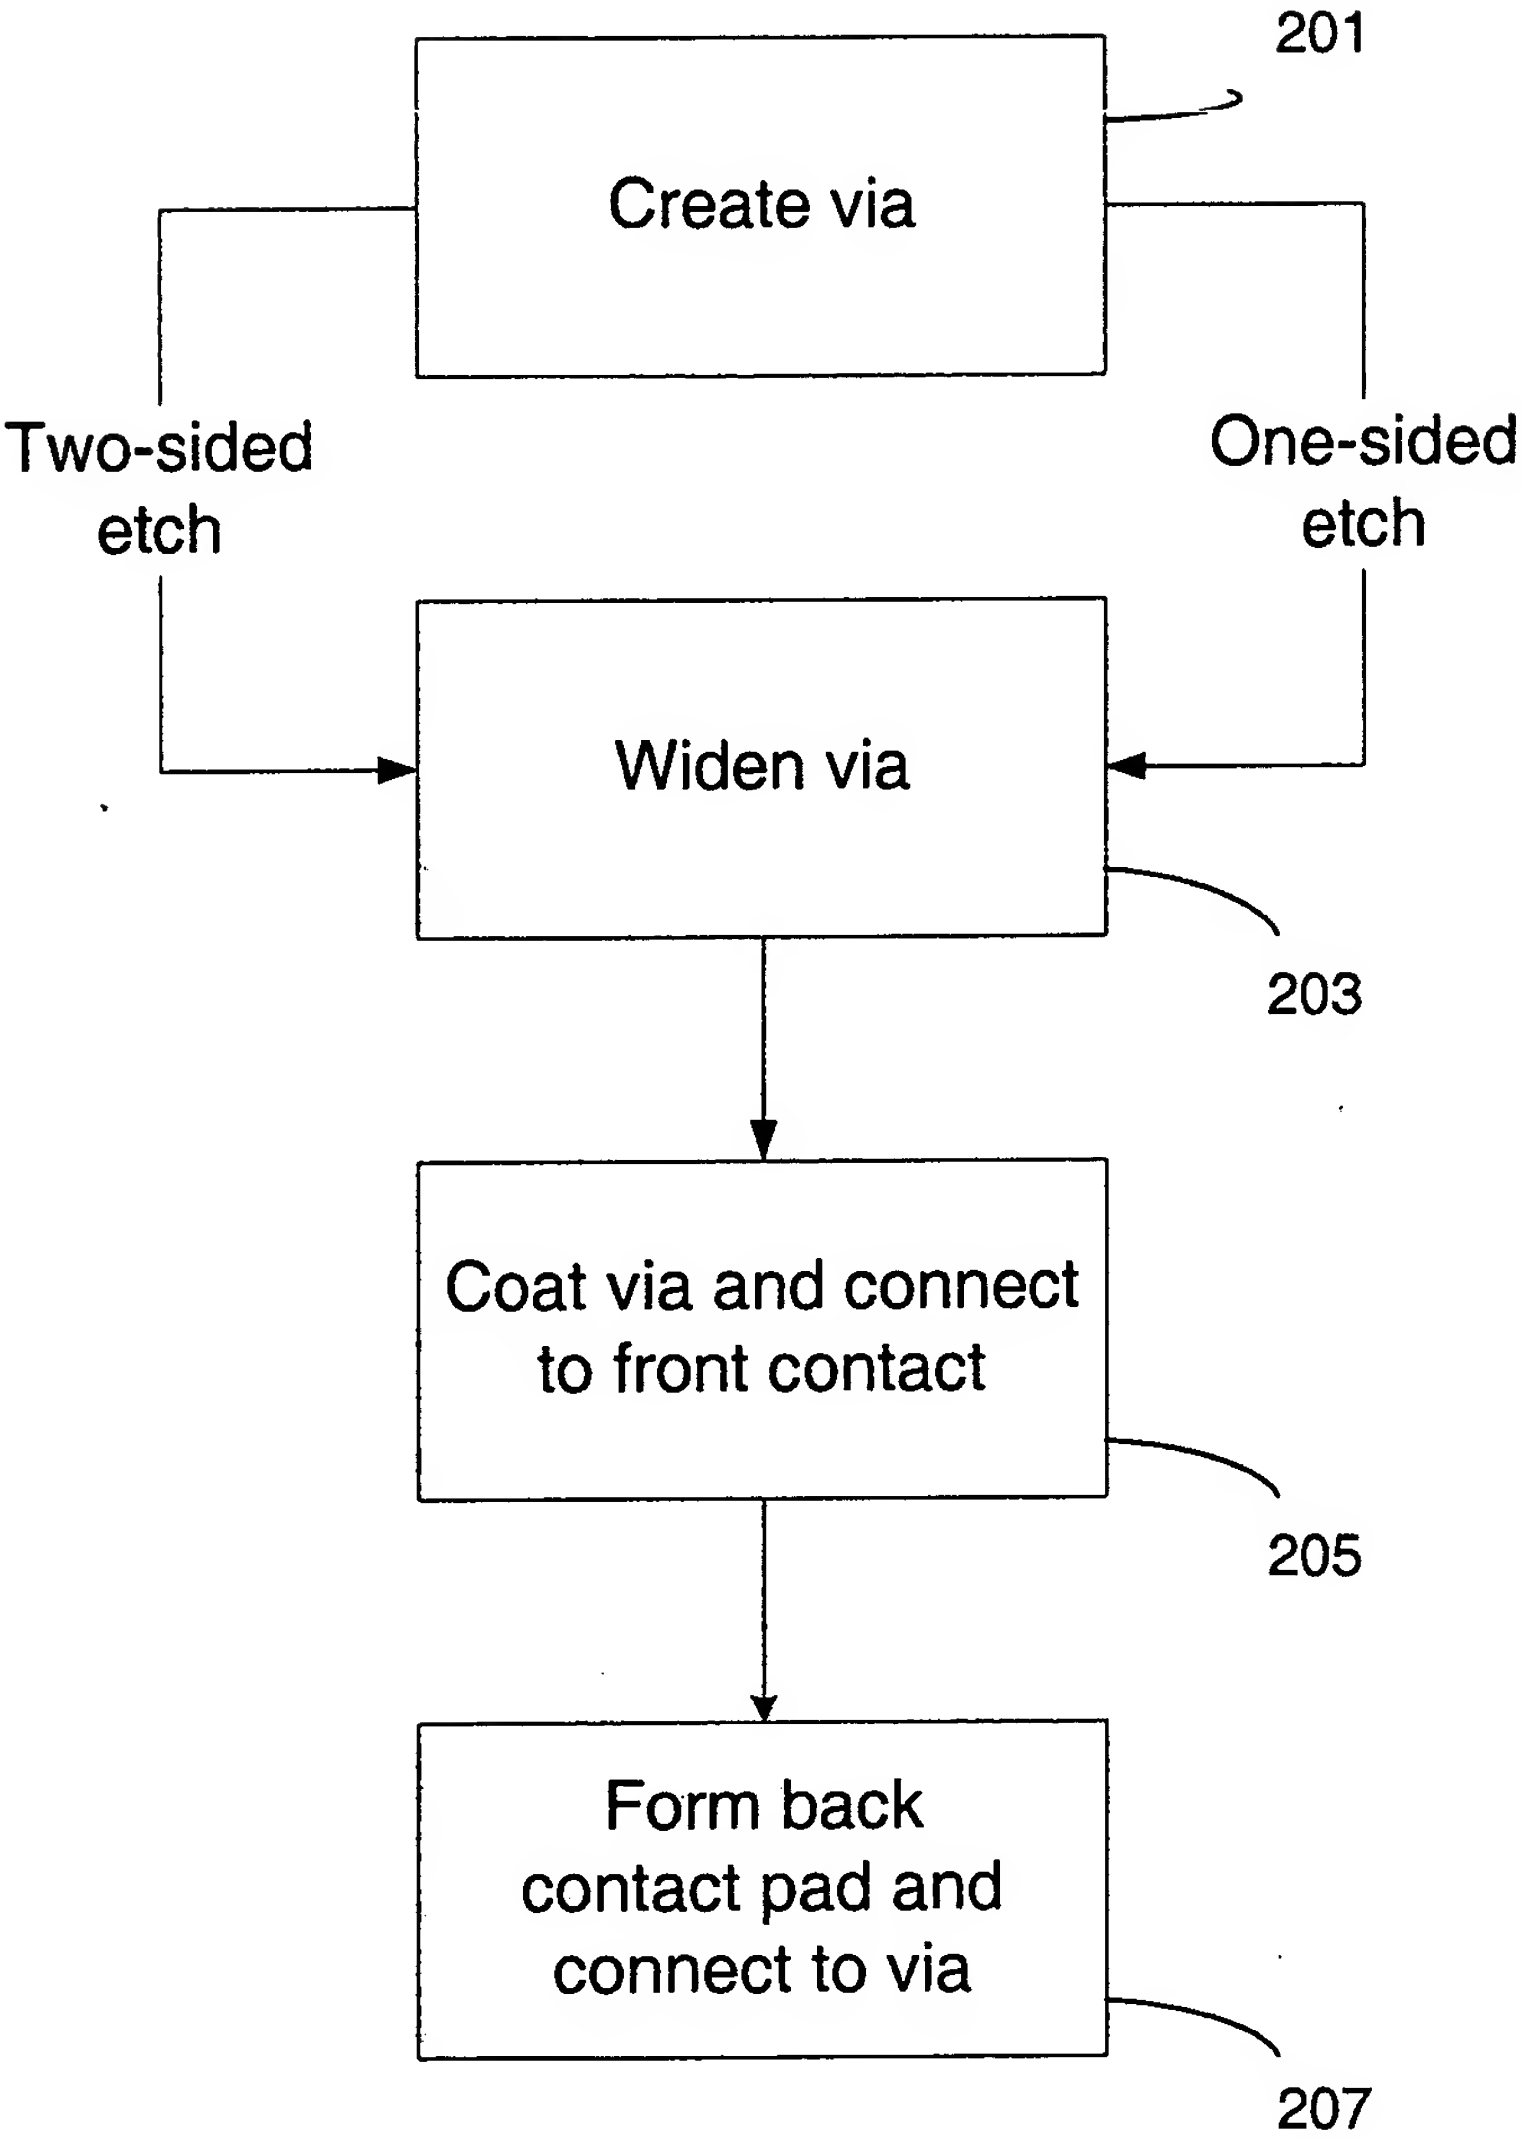 201
Create via
Two-sided
etch
One-sided
etch
Widen via
203
Coat via and connect
to front contact
205
Form back
contact pad and
connect to via
207